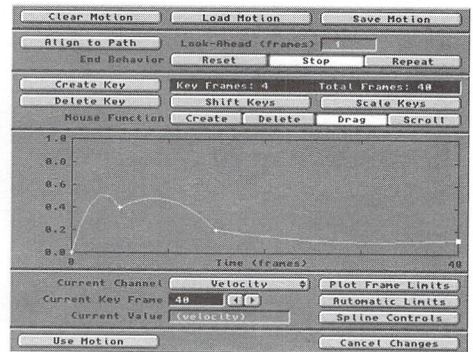 Clear Motion Load Motion Save Motion
Align to Path Look-Ahead (frames) 1
End Behavior Reset Stop Repeat
Create Key Key Frames: 4 Total Frames: 40
Delete Key Shift Keys Scale Keys
Mouse Function Create Delete Drag Scroll
1.0
0.8
0.6
0.4
0.2
0.0
0 Time (frames) 40
Current Channel Velocity Plot Frame Limits
Current Key Frame 40 Automatic Limits
Current Value (velocity) Spline Controls
Use Motion Cancel Changes